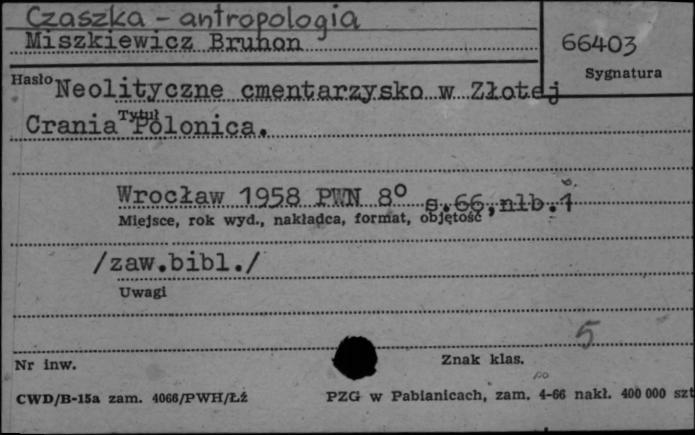 Czaszka - antropologia
Miszkiewicz Brunon
66403
Sygnatura
Hasło
Neolityczne cmentarzysko w Złotej
Tytuł
Crania Polonica.
Wrocław 1958 PWN 8° s.66, nlb.1
Miejsce, rok wyd., nakładca, format, objętość
/zaw.bibl./
Uwagi
5
Nr inw.
Znak klas.
CWD/B-15a zam. 4066/PWH/Łź
PZG w Pabianicach, zam. 4-66 nakł. 400 000 szt